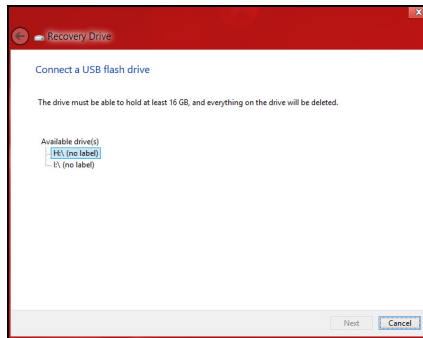 Recovery Drive
Connect a USB flash drive
The drive must be able to hold at least 16 GB, and everything on the drive will be deleted.
Available drive(s)
H:\ (no label)
I:\ (no label)
Next
Cancel